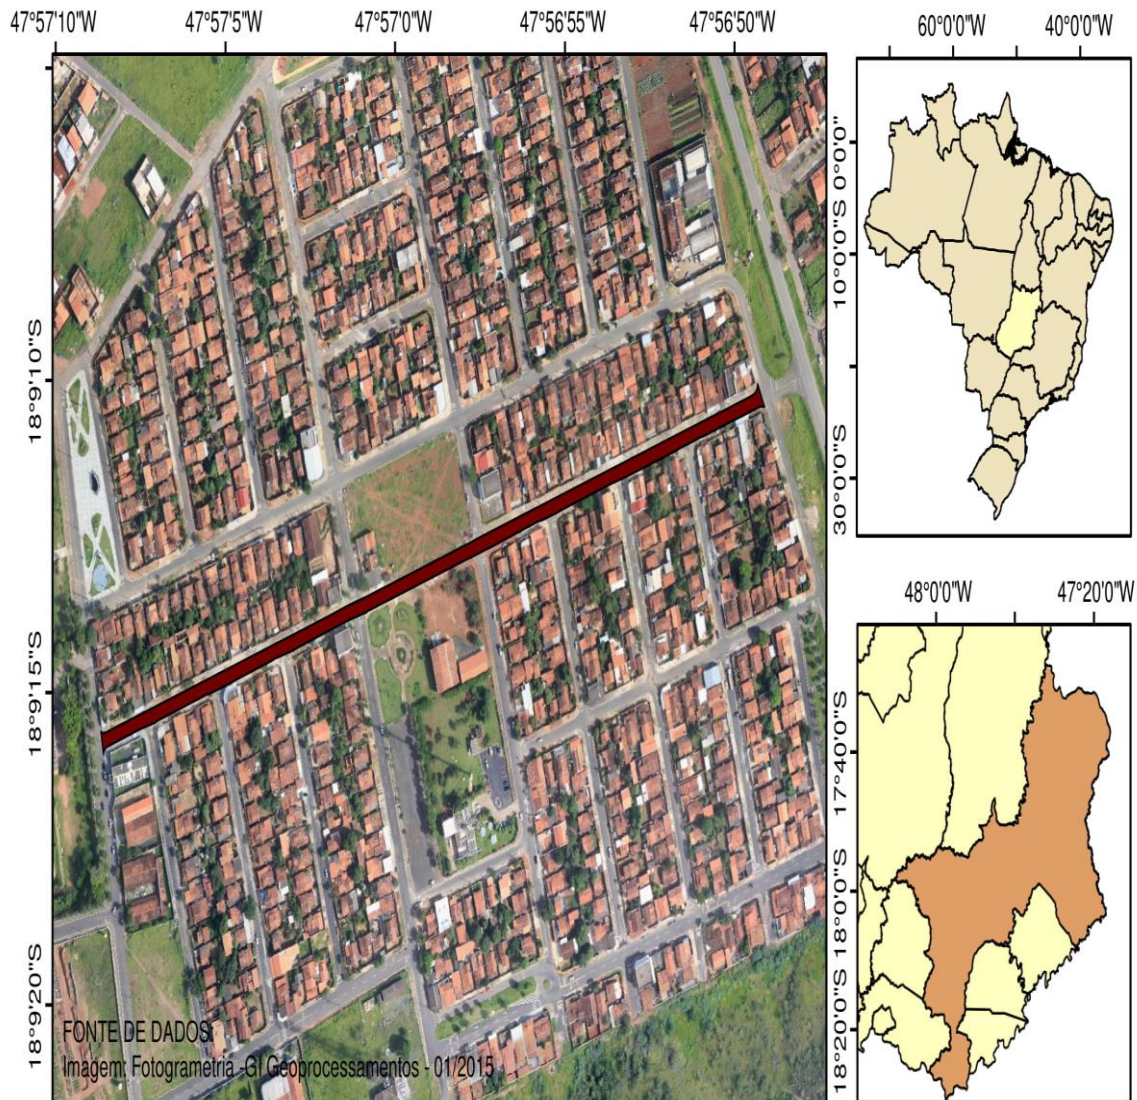 47°57'10"W 47°57'5"W 47°57'0"W 47°56'55"W 47°56'50"W
60°0'0"W 40°0'0"W
0°0'0"
10°0'0"S
30°0'0"S
18°9'10"S
18°9'15"S
18°9'20"S
48°0'0"W 47°20'0"W
17°40'0"S
18°0'0"S
18°20'0"S
FONTE DE DADOS:
Imagem: Fotogrametria -GI Geoprocessamentos - 01/2015